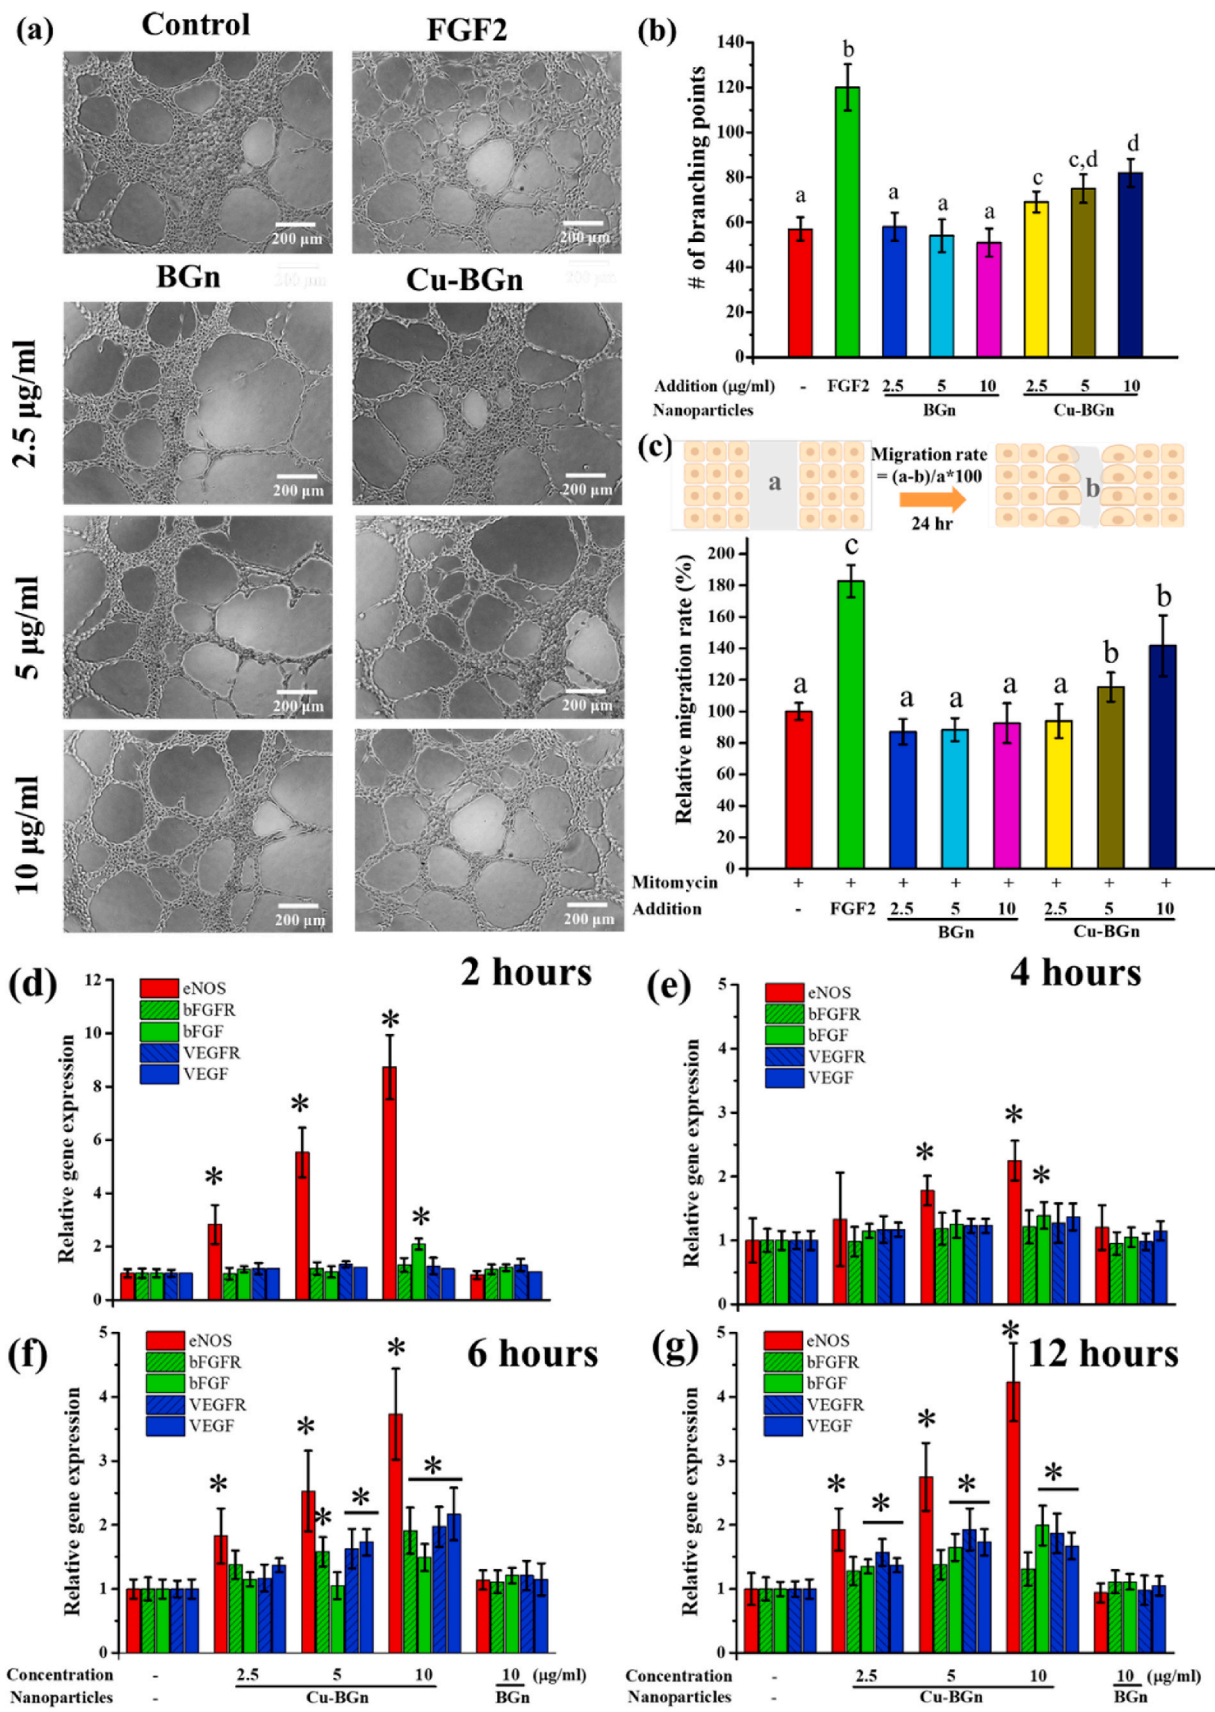 (a)
Control
FGF2
200 µm
200 µm
200 µm
BGn
Cu-BGn
2.5 µg/ml
200 µm
200 µm
5 µg/ml
200 µm
200 µm
10 µg/ml
200 µm
200 µm
(b)
# of branching points
140
120
100
80
60
40
20
0
a
b
a
a
a
c
c,d
d
Addition (µg/ml) - FGF2 2.5 5 10 2.5 5 10
Nanoparticles BGn Cu-BGn
(c)
a
Migration rate
= (a-b)/a*100
24 hr
b
Relative migration rate (%)
200
180
160
140
120
100
80
60
40
20
0
a
c
a
a
a
a
b
b
Mitomycin + + + + + + + +
Addition - FGF2 2.5 5 10 2.5 5 10
BGn Cu-BGn
(d)
2 hours
Relative gene expression
12
10
8
6
4
2
0
eNOS
bFGFR
bFGF
VEGFR
VEGF
*
*
*
*
(e)
4 hours
Relative gene expression
5
4
3
2
1
0
eNOS
bFGFR
bFGF
VEGFR
VEGF
*
*
*
(f)
6 hours
Relative gene expression
5
4
3
2
1
0
eNOS
bFGFR
bFGF
VEGFR
VEGF
*
*
*
*
*
*
Concentration - 2.5 5 10 10 (µg/ml)
Nanoparticles - Cu-BGn BGn
(g)
12 hours
Relative gene expression
5
4
3
2
1
0
eNOS
bFGFR
bFGF
VEGFR
VEGF
*
*
*
*
*
*
Concentration - 2.5 5 10 10 (µg/ml)
Nanoparticles - Cu-BGn BGn